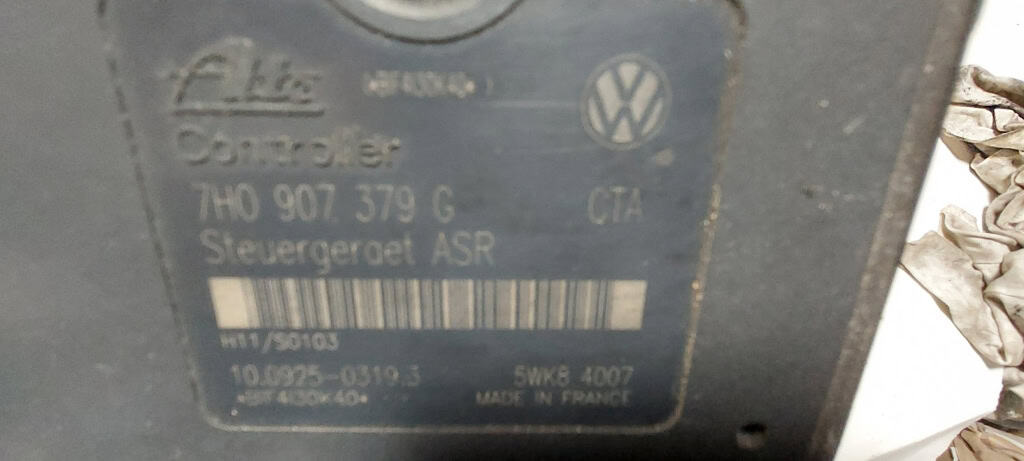 Ate
Controller
7H0 907 379 G CTA
Steuergeraet ASR
H11/S0103
10.0925-0319.3 5WK8 4007
MADE IN FRANCE